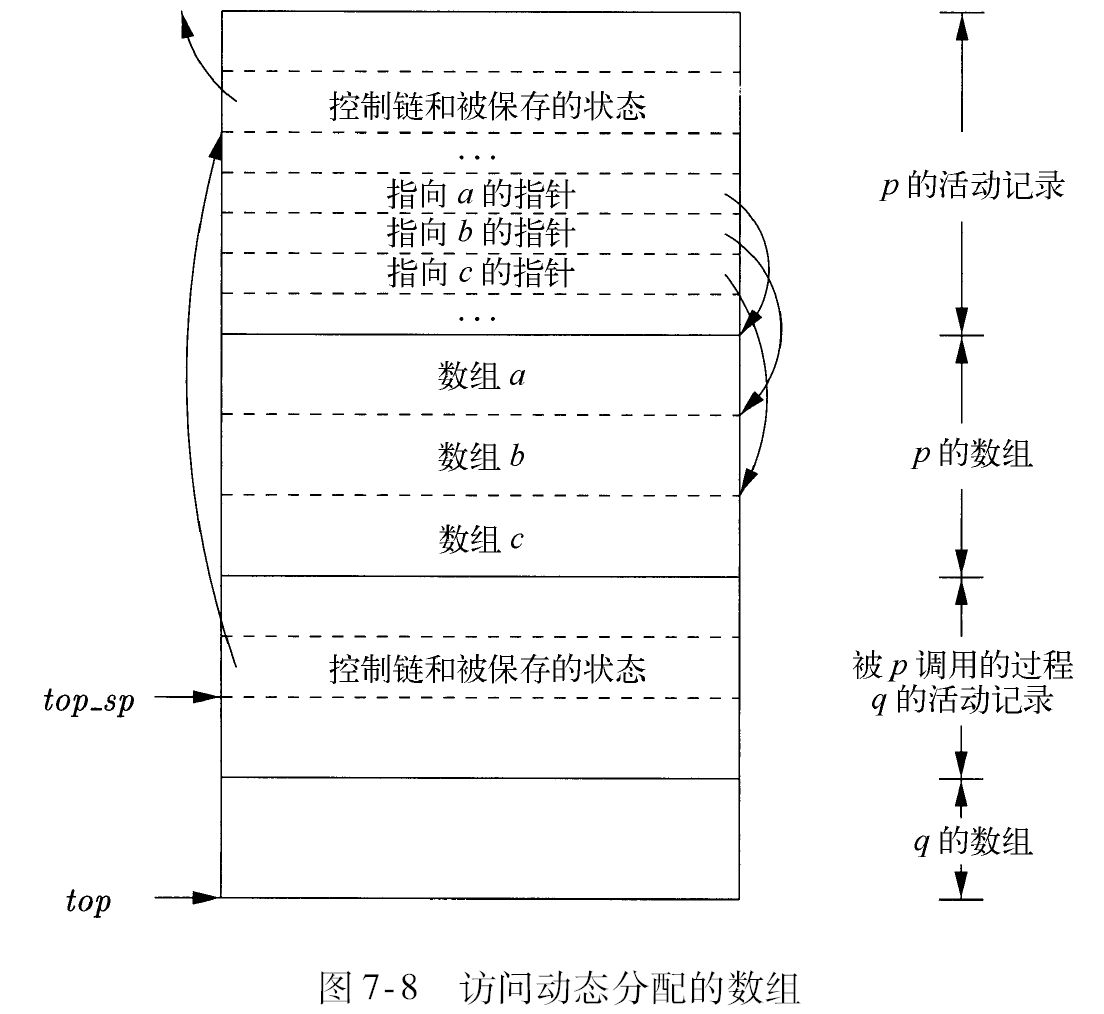 控制链和被保存的状态
...
指向 a 的指针
指向 b 的指针
指向 c 的指针
...
p 的活动记录
数组 a
数组 b
数组 c
p 的数组
控制链和被保存的状态
top_sp
被 p 调用的过程
q 的活动记录
q 的数组
top
图 7-8 访问动态分配的数组